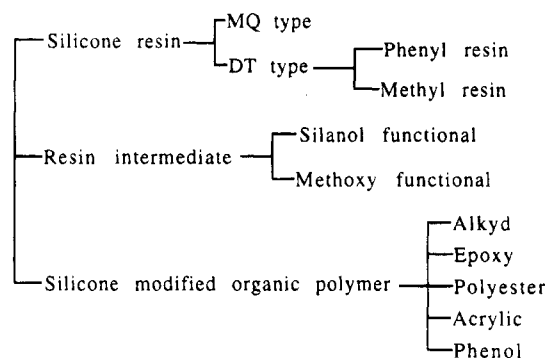 MQ type
Silicone resin
DT type
Phenyl resin
Methyl resin
Silanol functional
Resin intermediate
Methoxy functional
Alkyd
Epoxy
Silicone modified organic polymer
Polyester
Acrylic
Phenol